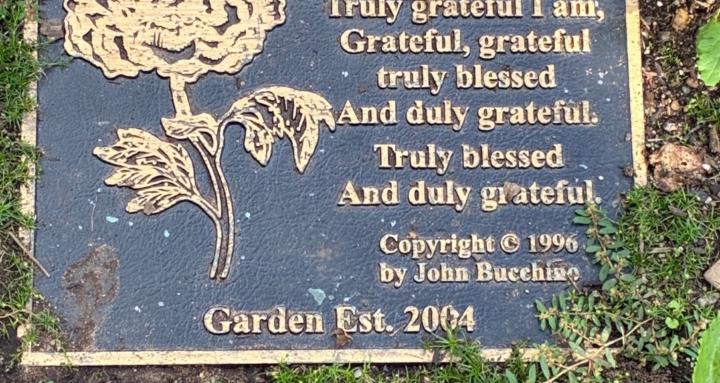 Truly grateful I am,
Grateful, grateful
truly blessed
And duly grateful.
Truly blessed
And duly grateful.
Copyright © 1996
by John Bucchino
Garden Est. 2004